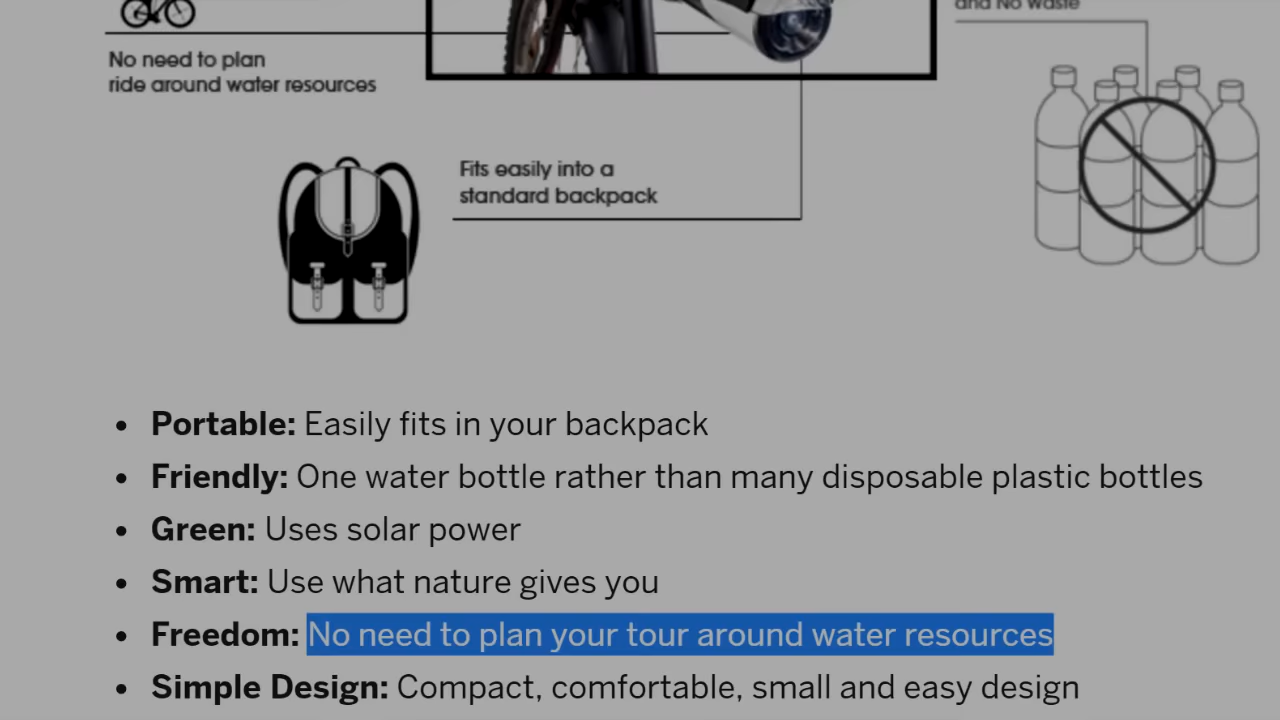 and No Waste
No need to plan
ride around water resources
Fits easily into a
standard backpack
Portable: Easily fits in your backpack
Friendly: One water bottle rather than many disposable plastic bottles
Green: Uses solar power
Smart: Use what nature gives you
Freedom: No need to plan your tour around water resources
Simple Design: Compact, comfortable, small and easy design